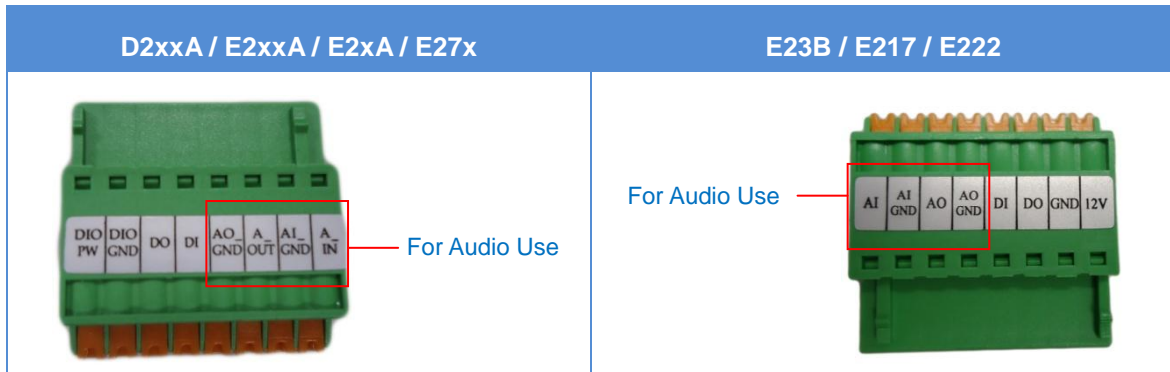 D2xxA / E2xxA / E2xA / E27x
E23B / E217 / E222
DIO PW
DIO GND
DO
DI
AO_ GND
A_ OUT
AI_ GND
A_ IN
For Audio Use
For Audio Use
AI
AI GND
AO
AO GND
DI
DO
GND
12V